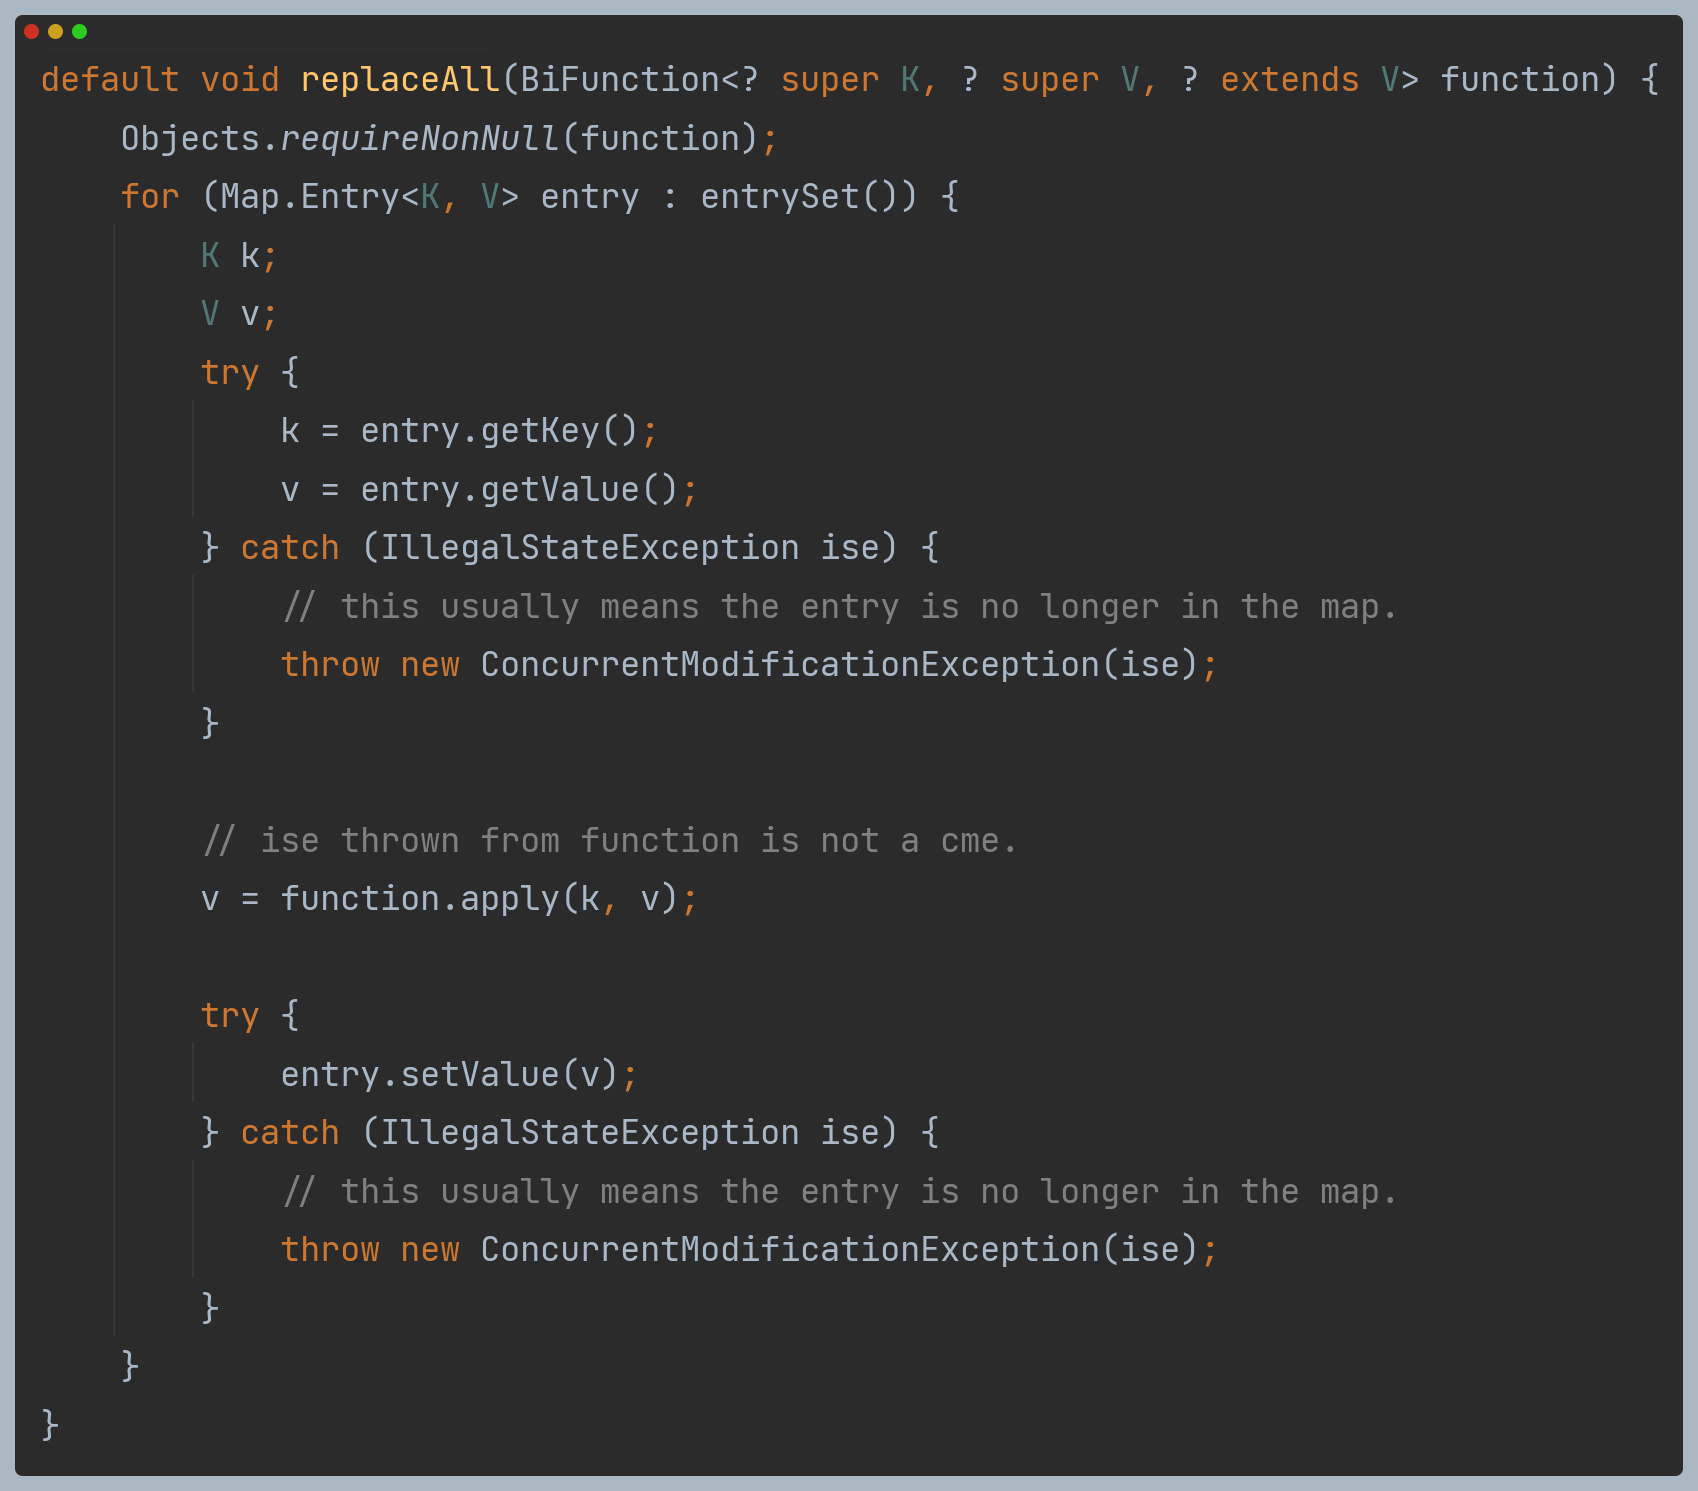 default void replaceAll(BiFunction<? super K, ? super V, ? extends V> function) {
    Objects.requireNonNull(function);
    for (Map.Entry<K, V> entry : entrySet()) {
        K k;
        V v;
        try {
            k = entry.getKey();
            v = entry.getValue();
        } catch (IllegalStateException ise) {
            // this usually means the entry is no longer in the map.
            throw new ConcurrentModificationException(ise);
        }

        // ise thrown from function is not a cme.
        v = function.apply(k, v);

        try {
            entry.setValue(v);
        } catch (IllegalStateException ise) {
            // this usually means the entry is no longer in the map.
            throw new ConcurrentModificationException(ise);
        }
    }
}